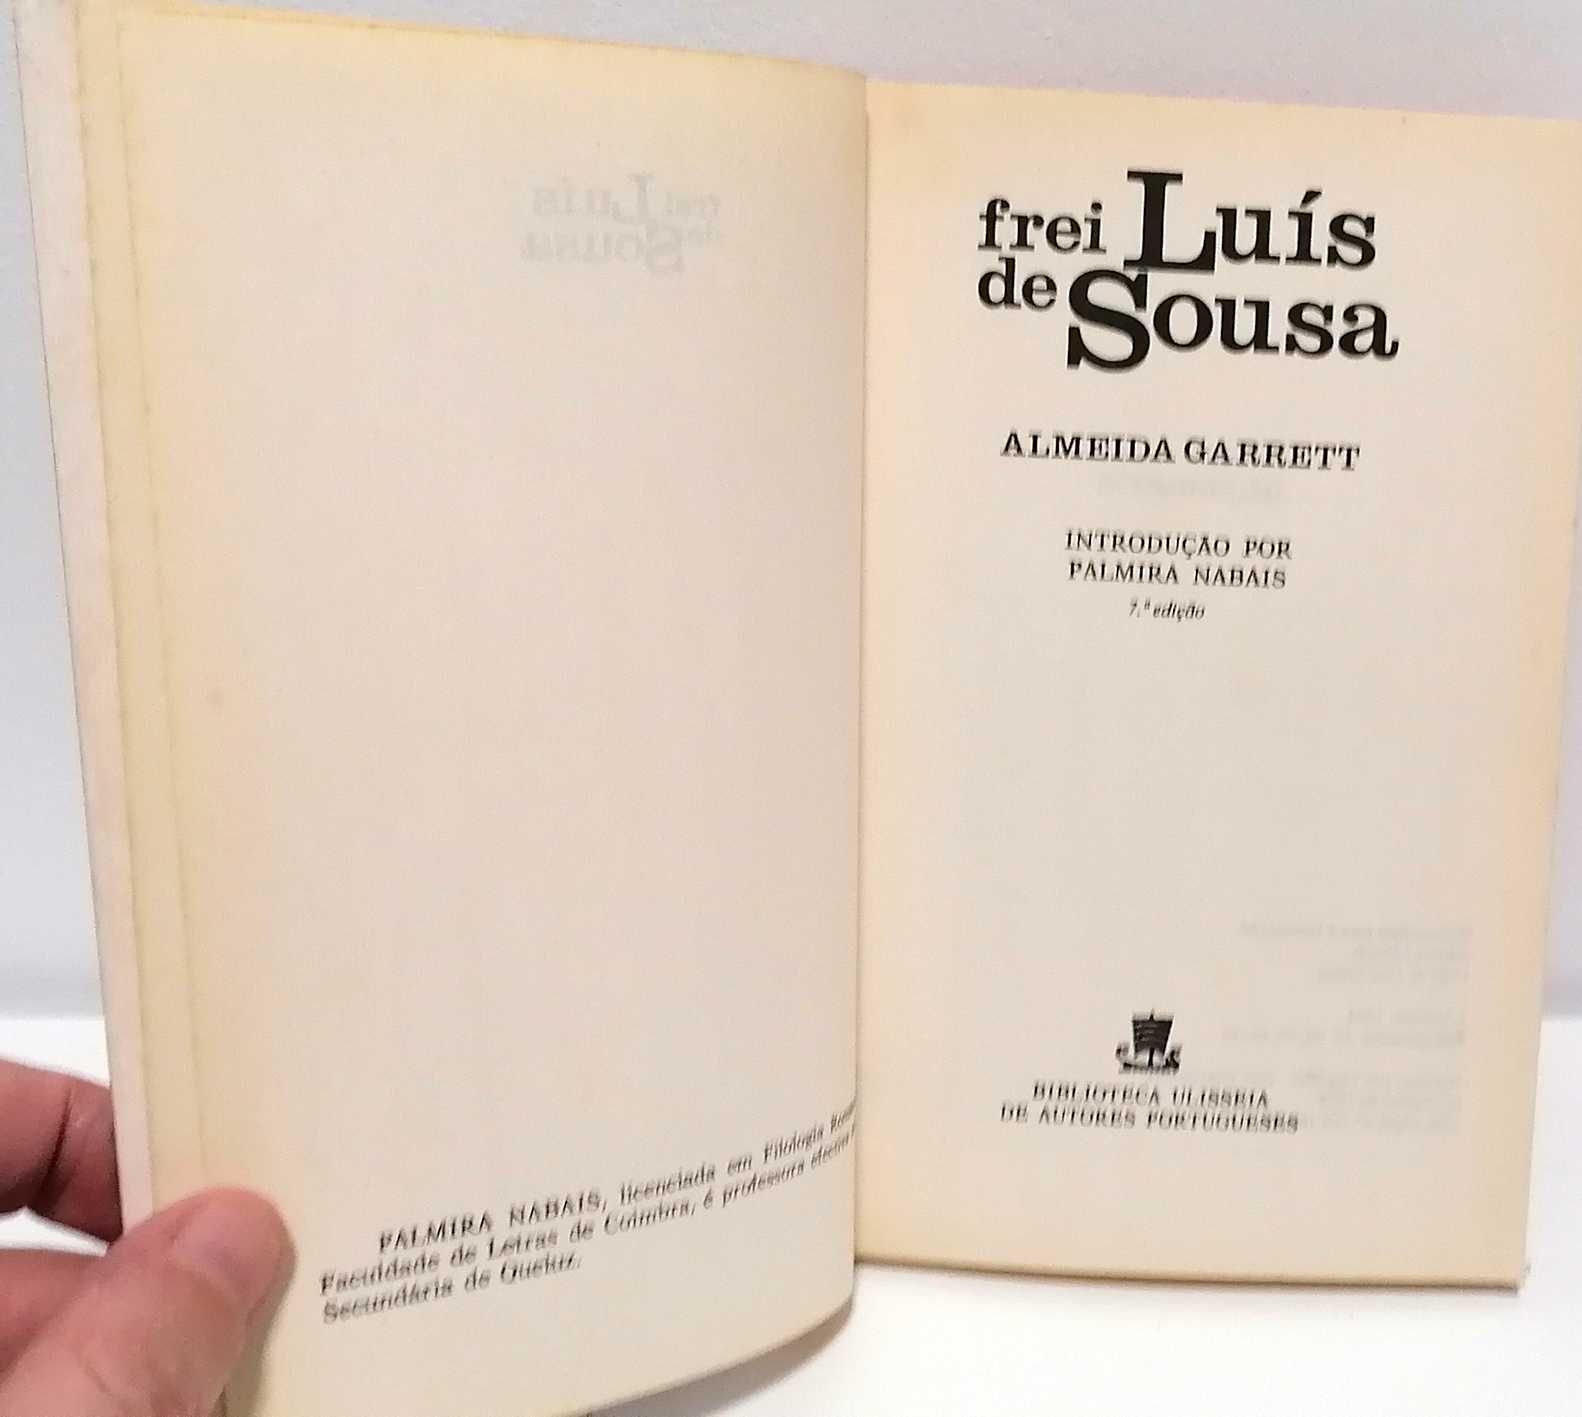 PALMIRA NABAIS, licenciada em Filologia
Faculdade de Letras de Coimbra, é professora
Secundária de Queluz.
frei Luís
de Sousa
ALMEIDA GARRETT
INTRODUÇÃO POR
PALMIRA NABAIS
7.ª edição
BIBLIOTECA ULISSEIA
DE AUTORES PORTUGUESES